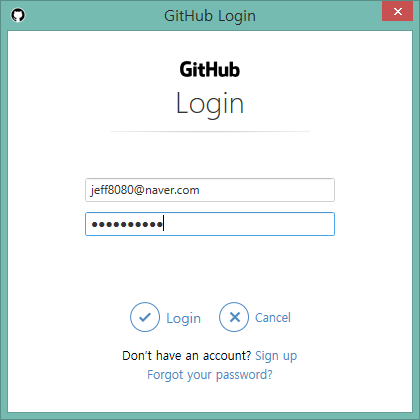 GitHub Login
GitHub
Login
jeff8080@naver.com
●●●●●●●●●●
Login Cancel
Don't have an account? Sign up
Forgot your password?